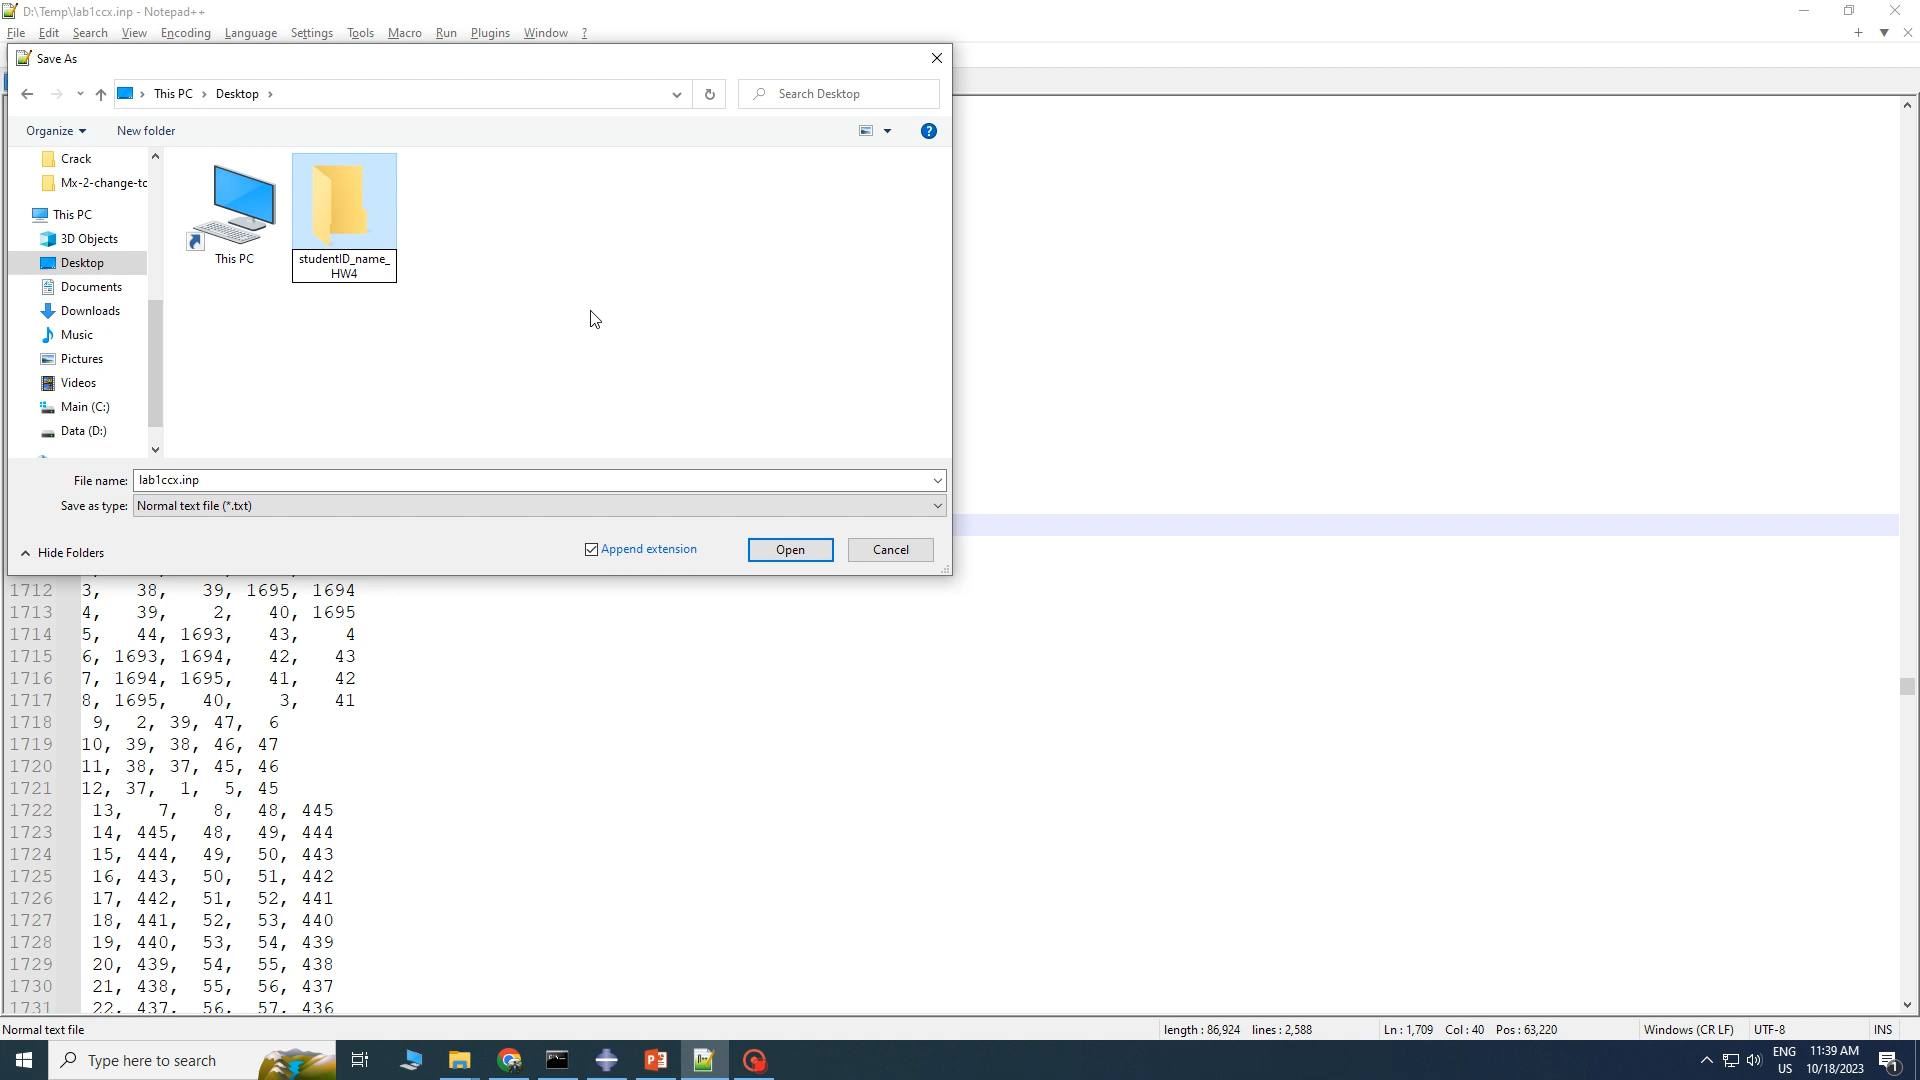 D:\Temp\lab1ccx.inp - Notepad++
File Edit Search View Encoding Language Settings Tools Macro Run Plugins Window ?
Save As
This PC › Desktop ›
Search Desktop
Organize
New folder
Crack
Mx-2-change-to
This PC
3D Objects
Desktop
Documents
Downloads
Music
Pictures
Videos
Main (C:)
Data (D:)
This PC
studentID_name_
HW4
File name: lab1ccx.inp
Save as type: Normal text file (*.txt)
Hide Folders
Append extension
Open
Cancel
1712 3, 38, 39, 1695, 1694
1713 4, 39, 2, 40, 1695
1714 5, 44, 1693, 43, 4
1715 6, 1693, 1694, 42, 43
1716 7, 1694, 1695, 41, 42
1717 8, 1695, 40, 3, 41
1718 9, 2, 39, 47, 6
1719 10, 39, 38, 46, 47
1720 11, 38, 37, 45, 46
1721 12, 37, 1, 5, 45
1722 13, 7, 8, 48, 445
1723 14, 445, 48, 49, 444
1724 15, 444, 49, 50, 443
1725 16, 443, 50, 51, 442
1726 17, 442, 51, 52, 441
1727 18, 441, 52, 53, 440
1728 19, 440, 53, 54, 439
1729 20, 439, 54, 55, 438
1730 21, 438, 55, 56, 437
1731 22, 437, 56, 57, 436
Normal text file
length : 86,924 lines : 2,588
Ln : 1,709 Col : 40 Pos : 63,220
Windows (CR LF)
UTF-8
INS
Type here to search
ENG
US
11:39 AM
10/18/2023
1